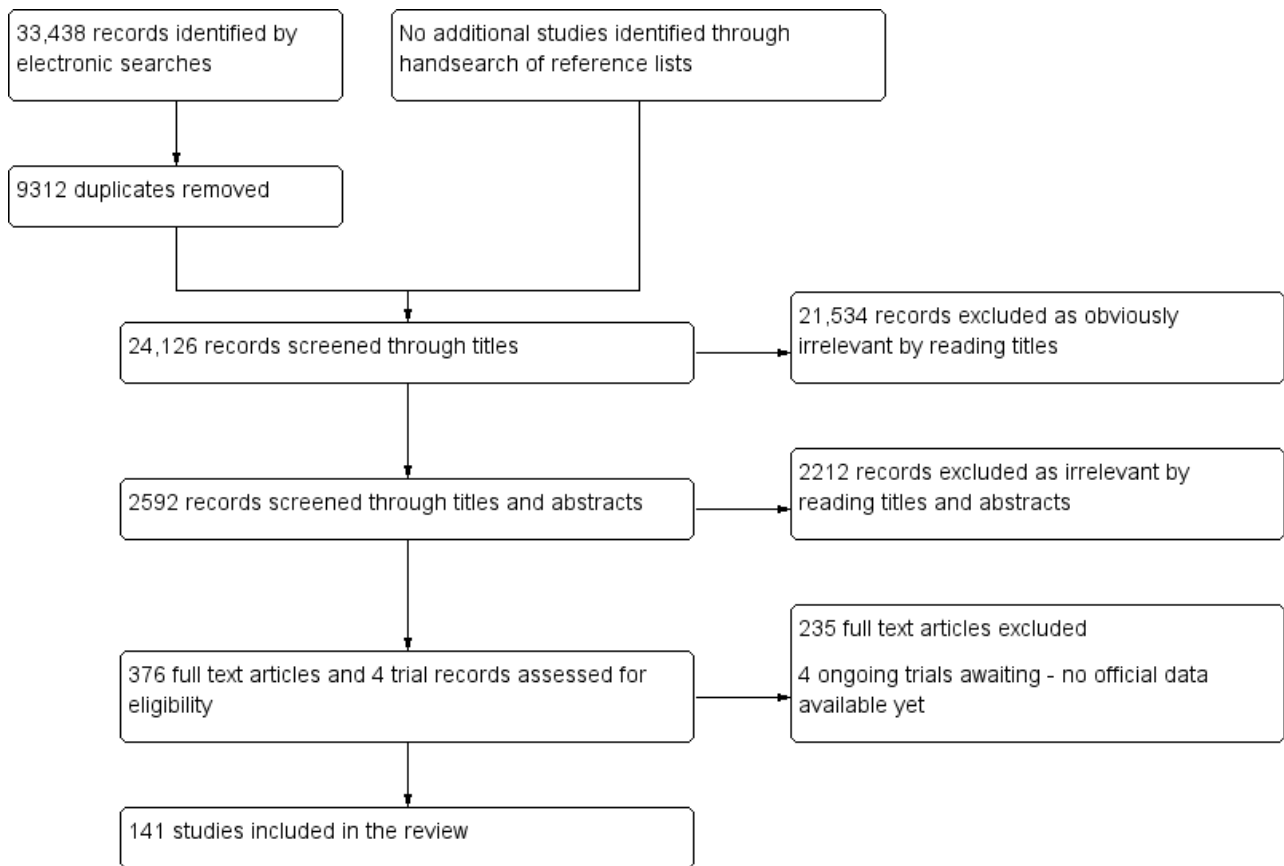 33,438 records identified by
electronic searches
No additional studies identified through
handsearch of reference lists
9312 duplicates removed
24,126 records screened through titles
21,534 records excluded as obviously
irrelevant by reading titles
2592 records screened through titles and abstracts
2212 records excluded as irrelevant by
reading titles and abstracts
376 full text articles and 4 trial records assessed for
eligibility
235 full text articles excluded
4 ongoing trials awaiting - no official data
available yet
141 studies included in the review